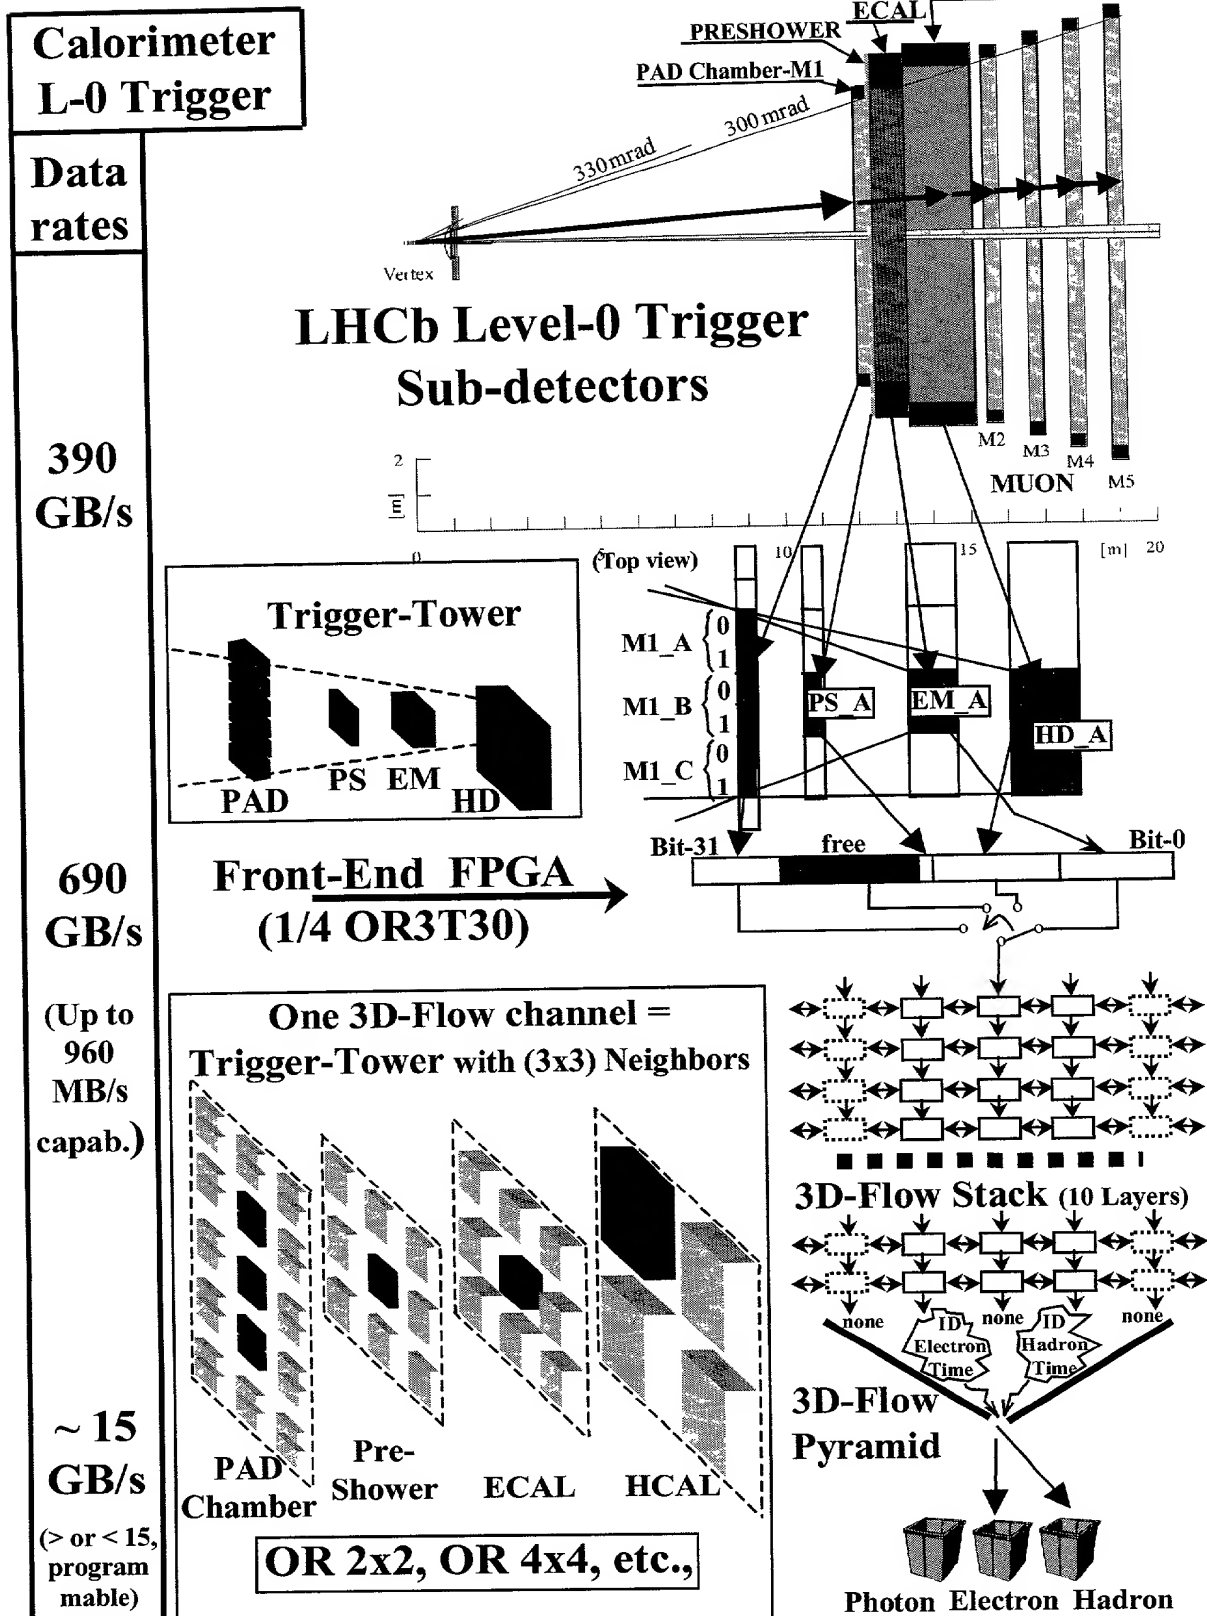 Calorimeter
L-0 Trigger
Data
rates
390
GB/s
690
GB/s
(Up to
960
MB/s
capab.)
~ 15
GB/s
(> or < 15,
program
mable)
ECAL
PRESHOWER
PAD Chamber-M1
300 mrad
330 mrad
Vertex
LHCb Level-0 Trigger
Sub-detectors
M2
M3
M4
M5
MUON
2
[m]
0
5
10
15
[m]
20
(Top view)
Trigger-Tower
PAD
PS
EM
HD
M1_A
0
1
M1_B
0
1
M1_C
0
1
PS_A
EM_A
HD_A
Bit-31
free
Bit-0
Front-End FPGA
(1/4 OR3T30)
One 3D-Flow channel =
Trigger-Tower with (3x3) Neighbors
PAD
Chamber
Pre-
Shower
ECAL
HCAL
OR 2x2, OR 4x4, etc.,
3D-Flow Stack (10 Layers)
none
ID
Electron
Time
none
ID
Hadron
Time
none
3D-Flow
Pyramid
Photon Electron Hadron